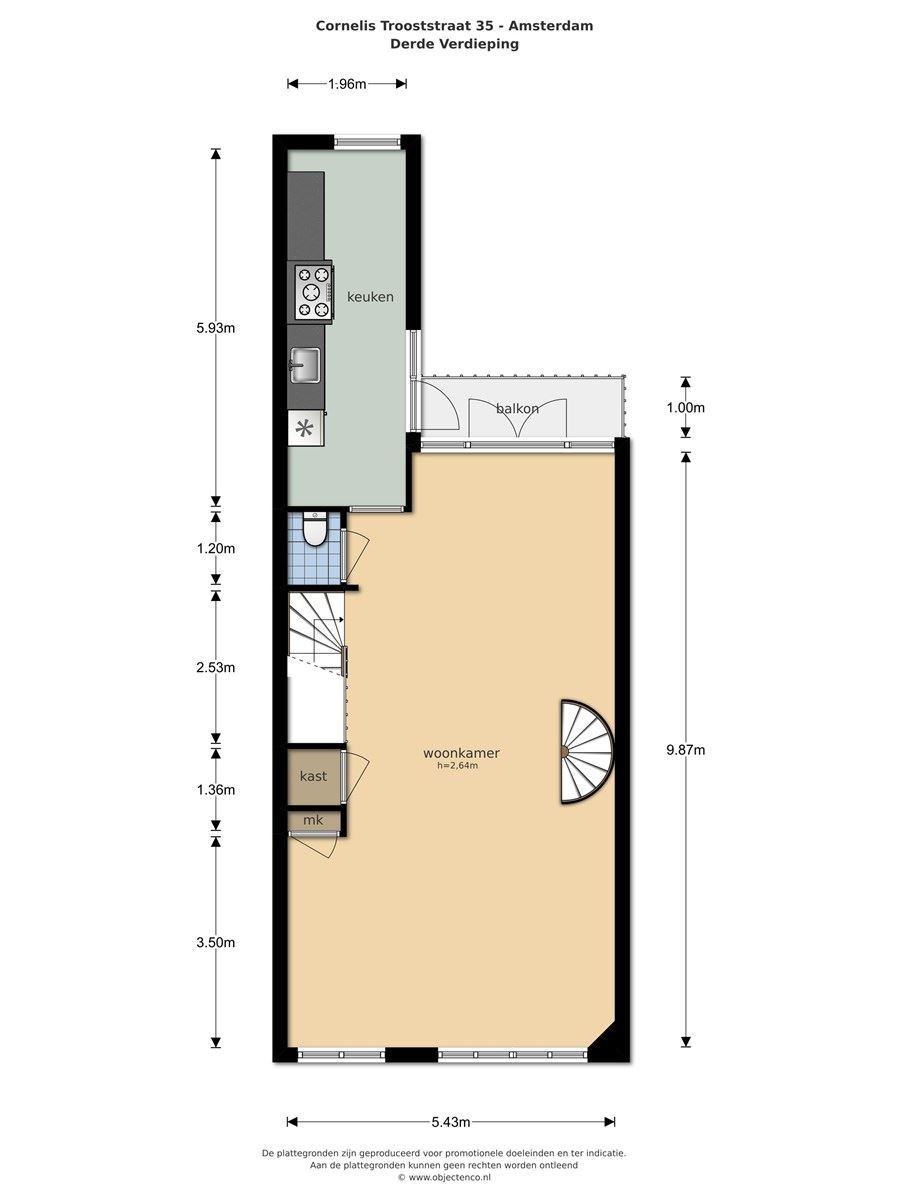 Cornelis Trooststraat 35 - Amsterdam
Derde Verdieping
1.96m
5.93m
keuken
balkon
1.00m
1.20m
2.53m
woonkamer
h=2,64m
9.87m
kast
1.36m
mk
3.50m
5.43m
De plattegronden zijn geproduceerd voor promotionele doeleinden en ter indicatie.
Aan de plattegronden kunnen geen rechten worden ontleend
© www.objectenco.nl